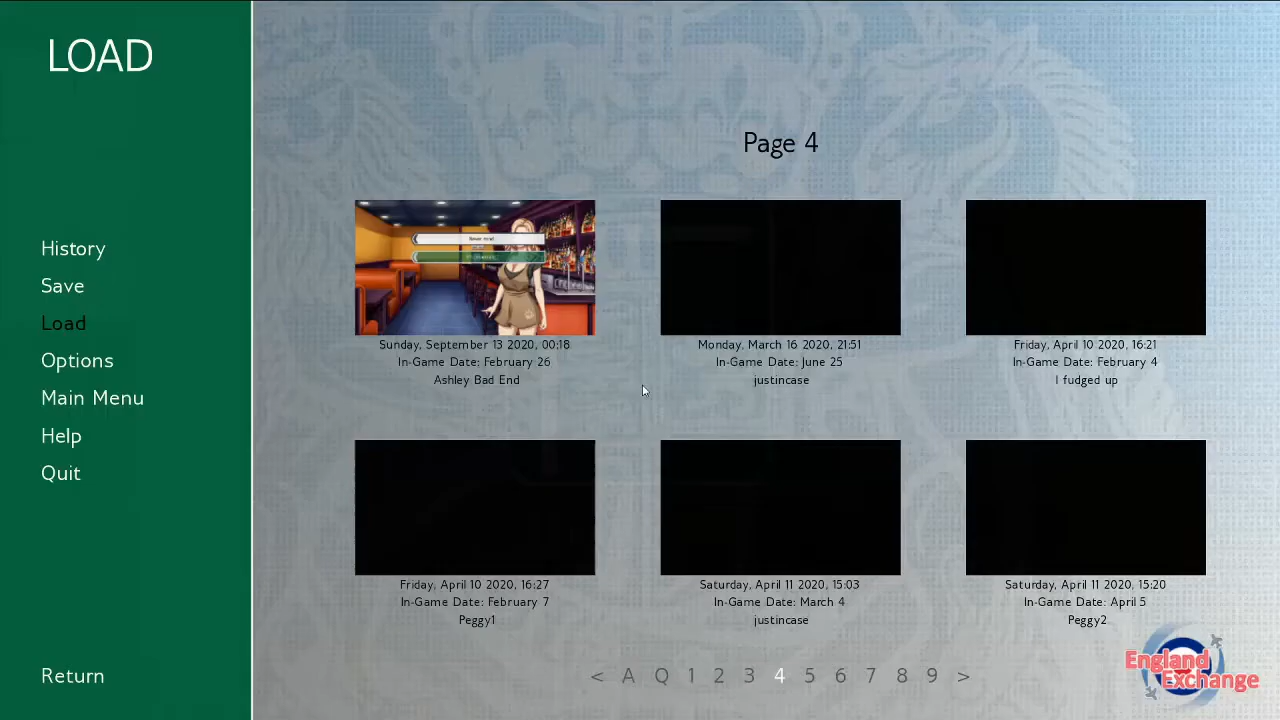 LOAD
History
Save
Load
Options
Main Menu
Help
Quit
Return
Page 4
Sunday, September 13 2020, 00:18
In-Game Date: February 26
Ashley Bad End
Monday, March 16 2020, 21:51
In-Game Date: June 25
justincase
Friday, April 10 2020, 16:21
In-Game Date: February 4
I fudged up
Friday, April 10 2020, 16:27
In-Game Date: February 7
Peggy1
Saturday, April 11 2020, 15:03
In-Game Date: March 4
justincase
Saturday, April 11 2020, 15:20
In-Game Date: April 5
Peggy2
< A Q 1 2 3 4 5 6 7 8 9 >
England
Exchange